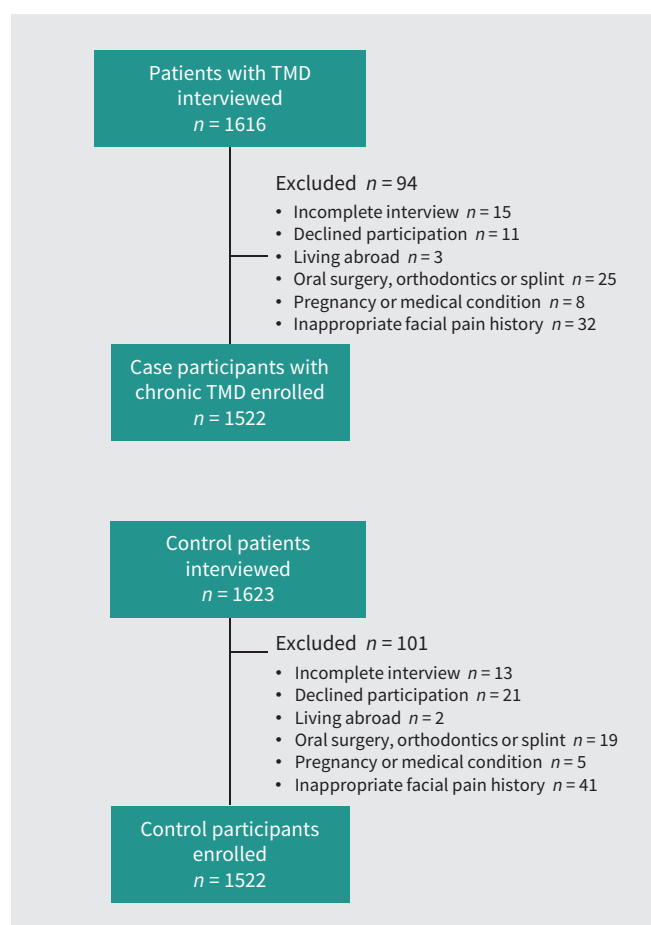 Patients with TMD
interviewed
n = 1616
Excluded n = 94
• Incomplete interview n = 15
• Declined participation n = 11
• Living abroad n = 3
• Oral surgery, orthodontics or splint n = 25
• Pregnancy or medical condition n = 8
• Inappropriate facial pain history n = 32
Case participants with
chronic TMD enrolled
n = 1522
Control patients
interviewed
n = 1623
Excluded n = 101
• Incomplete interview n = 13
• Declined participation n = 21
• Living abroad n = 2
• Oral surgery, orthodontics or splint n = 19
• Pregnancy or medical condition n = 5
• Inappropriate facial pain history n = 41
Control participants
enrolled
n = 1522